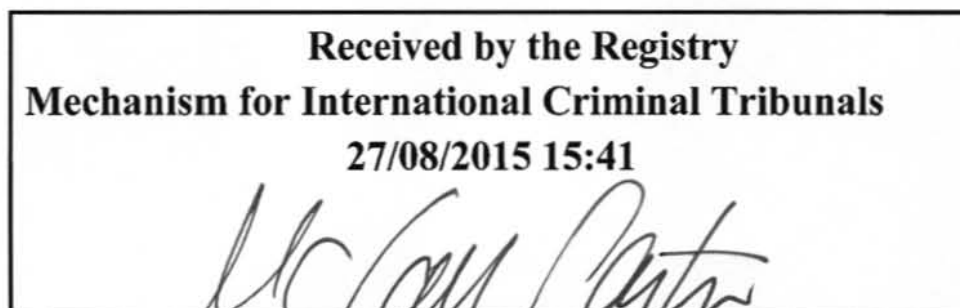 Received by the Registry
Mechanism for International Criminal Tribunals
27/08/2015 15:41